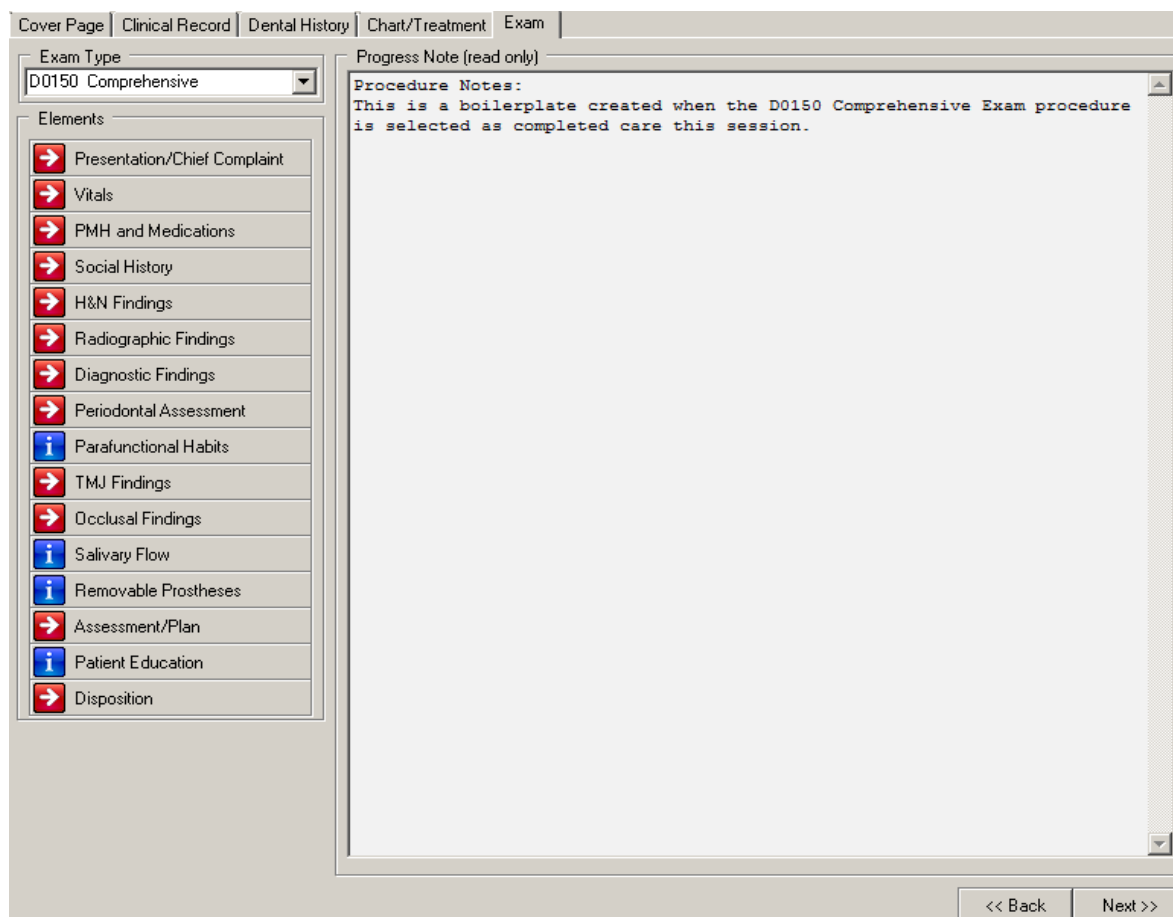 Cover Page
Clinical Record
Dental History
Chart/Treatment
Exam
Exam Type
D0150 Comprehensive
Elements
Presentation/Chief Complaint
Vitals
PMH and Medications
Social History
H&N Findings
Radiographic Findings
Diagnostic Findings
Periodontal Assessment
i Parafunctional Habits
TMJ Findings
Occlusal Findings
i Salivary Flow
i Removable Prostheses
Assessment/Plan
i Patient Education
Disposition
Progress Note (read only)
Procedure Notes:
This is a boilerplate created when the D0150 Comprehensive Exam procedure
is selected as completed care this session.
<< Back
Next >>